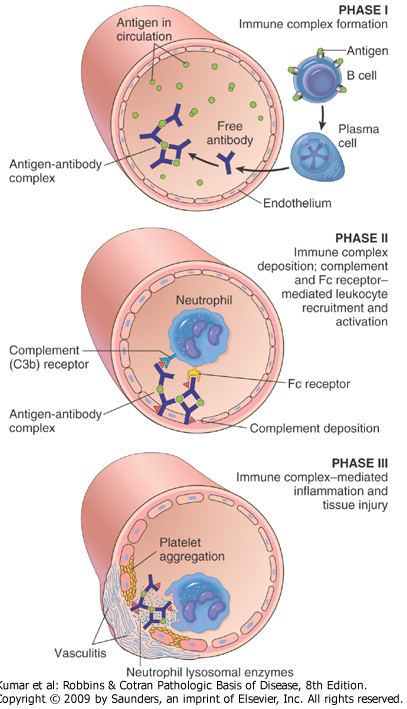 PHASE I
Immune complex formation
Antigen in
circulation
Antigen
B cell
Plasma
cell
Free
antibody
Antigen-antibody
complex
Endothelium
PHASE II
Immune complex
deposition; complement
and Fc receptor–
mediated leukocyte
recruitment and
activation
Neutrophil
Complement
(C3b) receptor
Fc receptor
Antigen-antibody
complex
Complement deposition
PHASE III
Immune complex–mediated
inflammation and
tissue injury
Platelet
aggregation
Vasculitis
Neutrophil lysosomal enzymes
Kumar et al: Robbins & Cotran Pathologic Basis of Disease, 8th Edition.
Copyright © 2009 by Saunders, an imprint of Elsevier, Inc. All rights reserved.